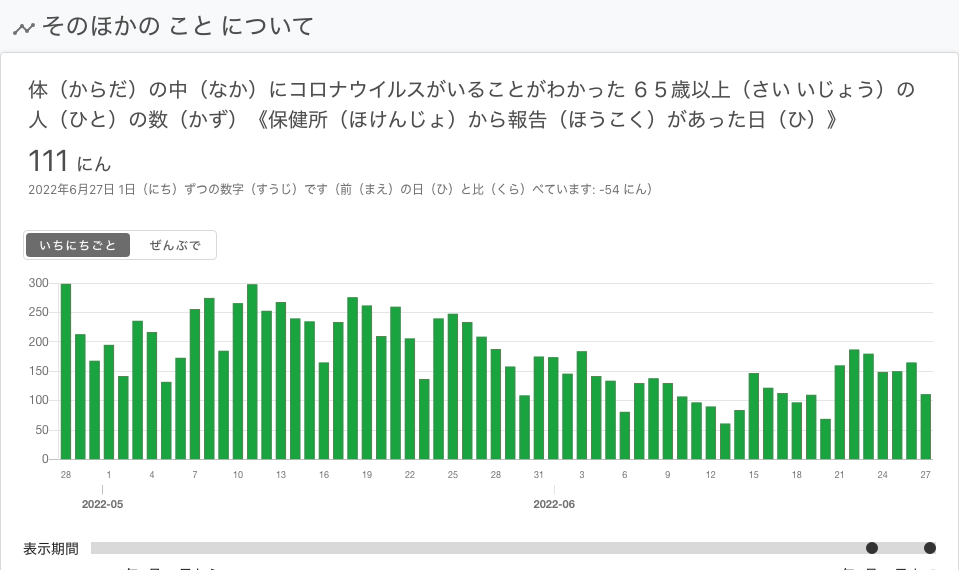 そのほかの こと について
体（からだ）の中（なか）にコロナウイルスがいることがわかった ６５歳以上（さい いじょう）の
人（ひと）の数（かず）《保健所（ほけんじょ）から報告（ほうこく）があった日（ひ）》
111 にん
2022年6月27日 1日（にち）ずつの数字（すうじ）です（前（まえ）の日（ひ）と比（くら）べています: -54 にん）
いちにちごと ぜんぶで
300
250
200
150
100
50
0
28 1 4 7 10 13 16 19 22 25 28 31 3 6 9 12 15 18 21 24 27
2022-05 2022-06
表示期間